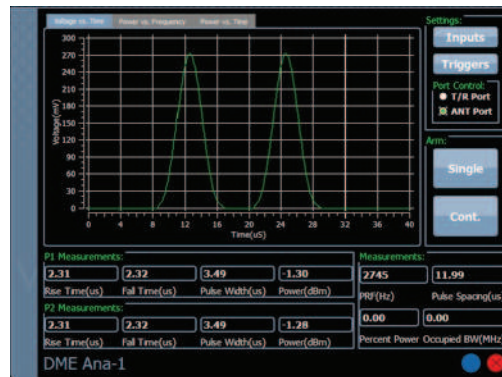 Voltage vs. Time Power vs. Frequency Power vs. Time
Settings:
Inputs
Triggers
Port Control:
T/R Port
ANT Port
Arm:
Single
Cont.
Voltage(mV)
300
270
240
210
180
150
120
90
60
30
0
0 4 8 12 16 20 24 28 32 36 40
Time(uS)
P1 Measurements:
2.31 2.32 3.49 -1.30
Rise Time(us) Fall Time(us) Pulse Width(us) Power(dBm)
P2 Measurements:
2.31 2.32 3.49 -1.28
Rise Time(us) Fall Time(us) Pulse Width(us) Power(dBm)
Measurements:
2745 11.99
PRF(Hz) Pulse Spacing(us)
0.00 0.00
Percent Power Occupied BW(MHz)
DME Ana-1